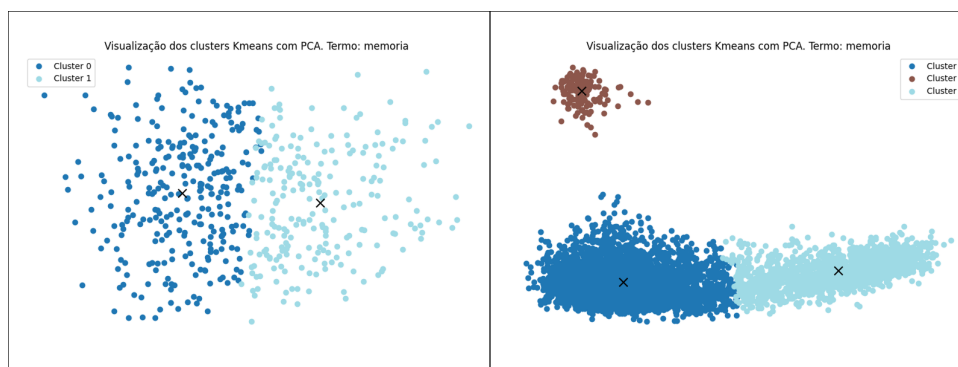 Visualização dos clusters Kmeans com PCA. Termo: memoria
Cluster 0
Cluster 1
Visualização dos clusters Kmeans com PCA. Termo: memoria
Cluster
Cluster
Cluster